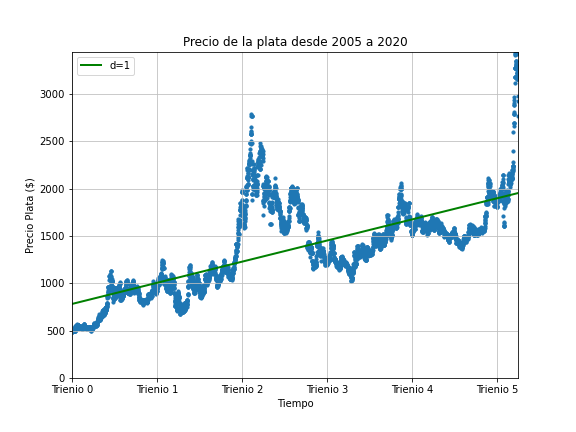 Precio de la plata desde 2005 a 2020
d=1
Precio Plata ($)
3000
2500
2000
1500
1000
500
0
Trienio 0 Trienio 1 Trienio 2 Trienio 3 Trienio 4 Trienio 5
Tiempo